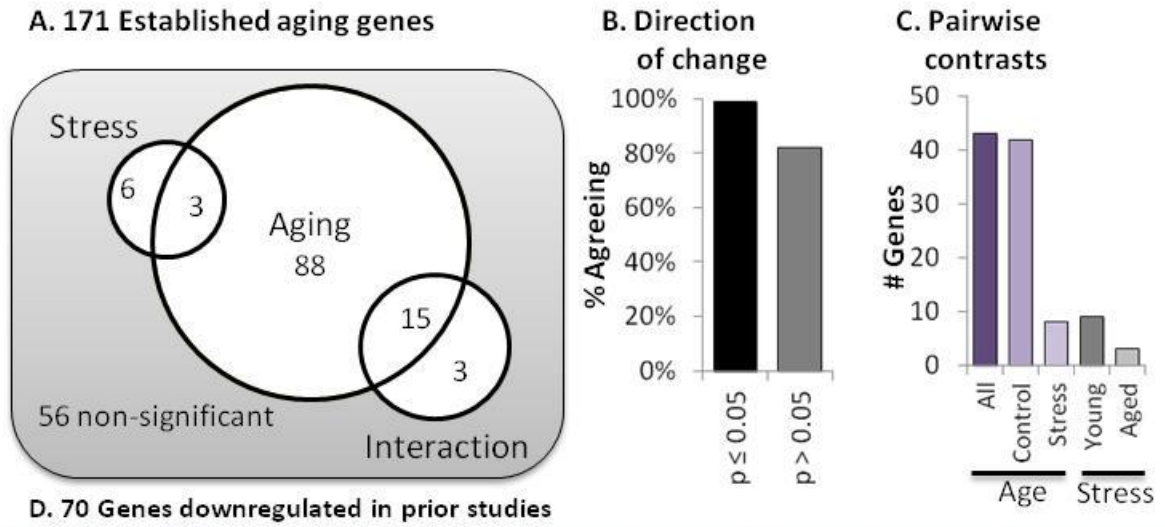 A. 171 Established aging genes
Stress
6
3
Aging
88
15
3
56 non-significant
Interaction
B. Direction
of change
% Agreeing
100%
80%
60%
40%
20%
0%
p ≤ 0.05
p > 0.05
C. Pairwise
contrasts
# Genes
50
40
30
20
10
0
All
Control
Stress
Young
Aged
Age
Stress
D. 70 Genes downregulated in prior studies